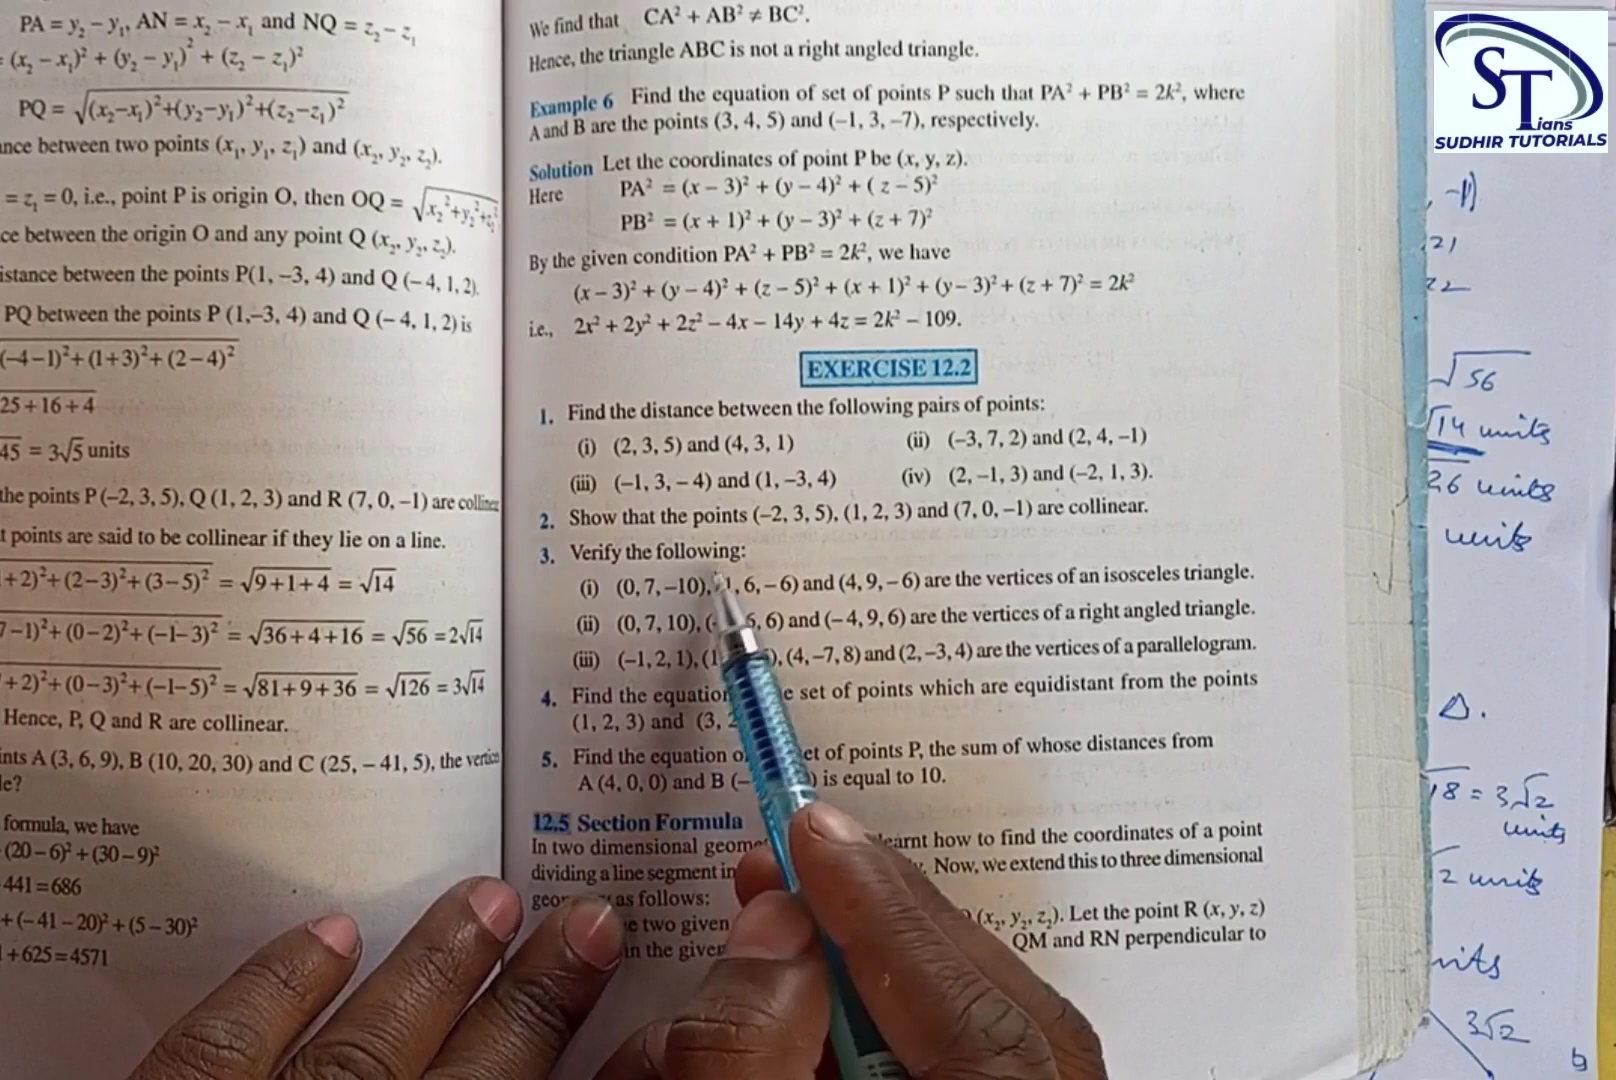 PA = y₂ – y₁, AN = x₂ – x₁ and NQ = z₂ – z₁
(x₂ – x₁)² + (y₂ – y₁)² + (z₂ – z₁)²
PQ = √(x₂–x₁)²+(y₂–y₁)²+(z₂–z₁)²
between two points (x₁, y₁, z₁) and (x₂, y₂, z₂).
= z₁ = 0, i.e., point P is origin O, then OQ = √x₂²+y₂²+z₂²
between the origin O and any point Q (x₂, y₂, z₂).
between the points P(1, –3, 4) and Q (– 4, 1, 2).
PQ between the points P (1,–3, 4) and Q (– 4, 1, 2) is
(–4–1)²+(1+3)²+(2–4)²
25+16+4
45 = 3√5 units
the points P (–2, 3, 5), Q (1, 2, 3) and R (7, 0, –1) are
points are said to be collinear if they lie on a line.
+2)²+(2–3)²+(3–5)² = √9+1+4 = √14
7–1)²+(0–2)²+(–1–3)² = √36+4+16 = √56 =2√14
+2)²+(0–3)²+(–1–5)² = √81+9+36 = √126 = 3√14
Hence, P, Q and R are collinear.
A (3, 6, 9), B (10, 20, 30) and C (25, – 41, 5), the
formula, we have
(20–6)² + (30–9)²
441 = 686
+ (–41–20)² + (5–30)²
+625=4571
We find that CA² + AB² ≠ BC².
Hence, the triangle ABC is not a right angled triangle.
Example 6 Find the equation of set of points P such that PA² + PB² = 2k², where
A and B are the points (3, 4, 5) and (–1, 3, –7), respectively.
Solution Let the coordinates of point P be (x, y, z).
Here PA² = (x – 3)² + (y – 4)² + ( z – 5)²
PB² = (x + 1)² + (y – 3)² + (z + 7)²
By the given condition PA² + PB² = 2k², we have
(x – 3)² + (y – 4)² + (z – 5)² + (x + 1)² + (y – 3)² + (z + 7)² = 2k²
i.e., 2x² + 2y² + 2z² – 4x – 14y + 4z = 2k² – 109.
EXERCISE 12.2
1. Find the distance between the following pairs of points:
(i) (2, 3, 5) and (4, 3, 1) (ii) (–3, 7, 2) and (2, 4, –1)
(iii) (–1, 3, – 4) and (1, –3, 4) (iv) (2, –1, 3) and (–2, 1, 3).
2. Show that the points (–2, 3, 5), (1, 2, 3) and (7, 0, –1) are collinear.
3. Verify the following:
(i) (0, 7, –10), 1, 6, – 6) and (4, 9, – 6) are the vertices of an isosceles triangle.
(ii) (0, 7, 10), (– 6, 6) and (– 4, 9, 6) are the vertices of a right angled triangle.
(iii) (–1, 2, 1), (1 ), (4, –7, 8) and (2, –3, 4) are the vertices of a parallelogram.
4. Find the set of points which are equidistant from the points
(1, 2, 3) and (3, 2
5. Find the equation of points P, the sum of whose distances from
A (4, 0, 0) and B (– ) is equal to 10.
12.5 Section Formula
In two dimensional how to find the coordinates of a point
dividing a line segment Now, we extend this to three dimensional
as follows:
two given (x₂, y₂, z₂). Let the point R (x, y, z)
in the QM and RN perpendicular to
ST
ians
SUDHIR TUTORIALS
, –1)
21
22
√56
√14 units
26 units
units
Δ.
√18 = 3√2
units
2 units
3√2
b